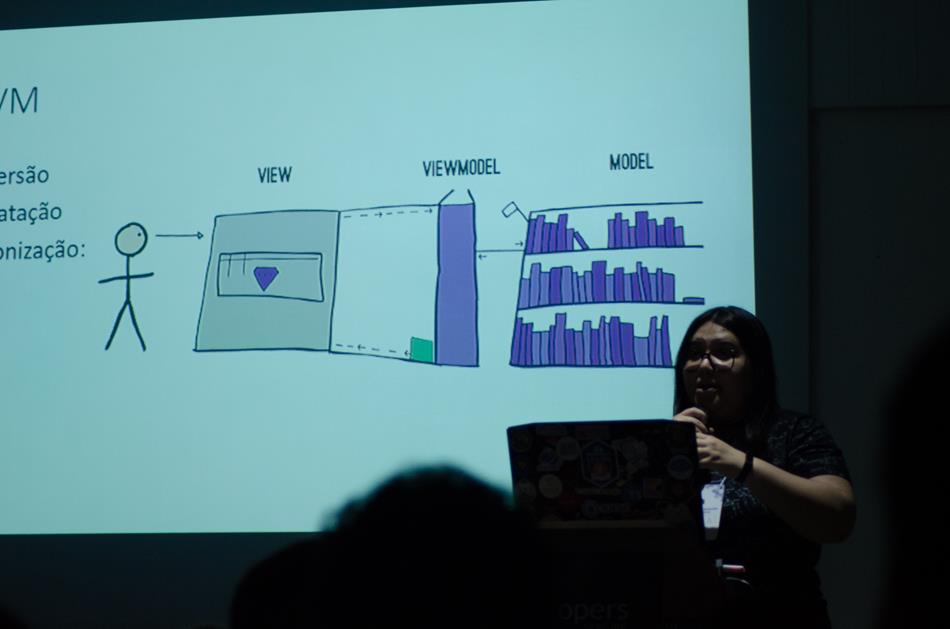 VM
ersão
atação
onização:
VIEW
VIEWMODEL
MODEL
opers